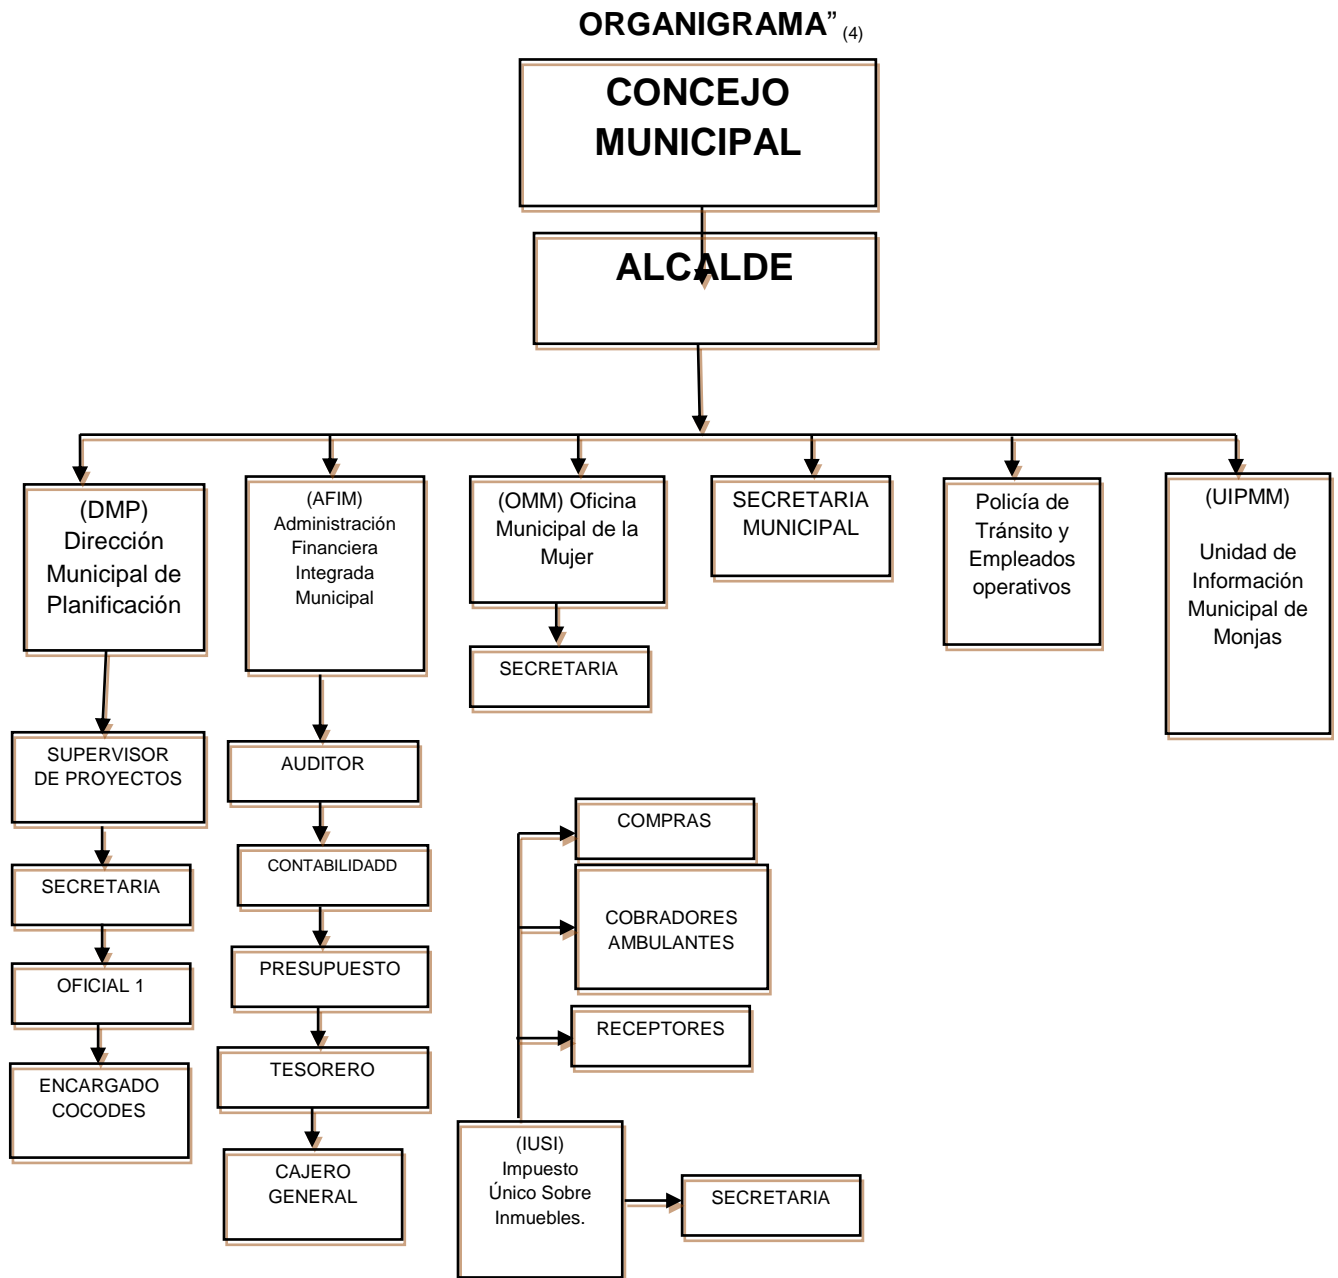 ORGANIGRAMA” (4)
CONCEJO
MUNICIPAL
ALCALDE
(DMP)
Dirección
Municipal de
Planificación
(AFIM)
Administración
Financiera
Integrada
Municipal
(OMM) Oficina
Municipal de la
Mujer
SECRETARIA
MUNICIPAL
Policía de
Tránsito y
Empleados
operativos
(UIPMM)
Unidad de
Información
Municipal de
Monjas
SECRETARIA
SUPERVISOR
DE PROYECTOS
AUDITOR
COMPRAS
CONTABILIDADD
SECRETARIA
COBRADORES
AMBULANTES
PRESUPUESTO
OFICIAL 1
RECEPTORES
TESORERO
ENCARGADO
COCODES
(IUSI)
Impuesto
Único Sobre
Inmuebles.
CAJERO
GENERAL
SECRETARIA